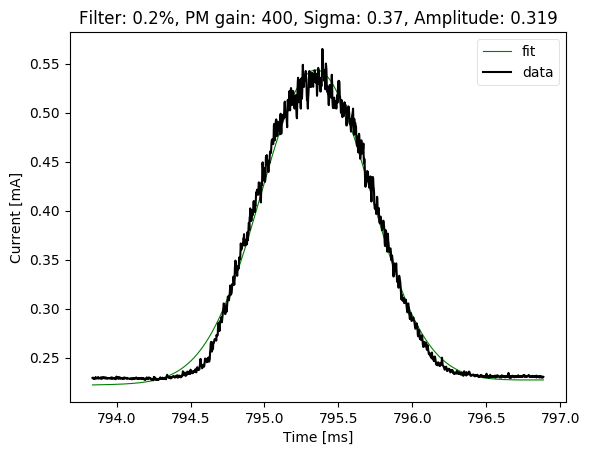 Filter: 0.2%, PM gain: 400, Sigma: 0.37, Amplitude: 0.319
fit
data
0.55
0.50
0.45
0.40
0.35
0.30
0.25
Current [mA]
794.0 794.5 795.0 795.5 796.0 796.5 797.0
Time [ms]